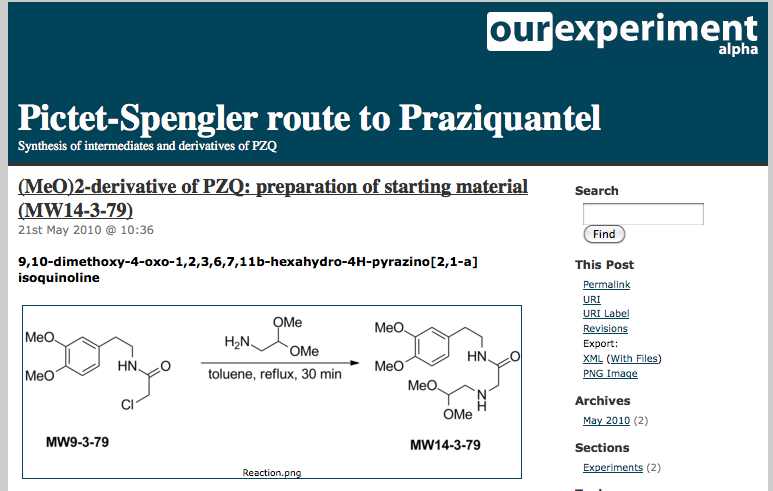 ourexperiment
alpha
Pictet-Spengler route to Praziquantel
Synthesis of intermediates and derivatives of PZQ
(MeO)2-derivative of PZQ: preparation of starting material
(MW14-3-79)
21st May 2010 @ 10:36
9,10-dimethoxy-4-oxo-1,2,3,6,7,11b-hexahydro-4H-pyrazino[2,1-a]
isoquinoline
MeO
MeO
HN
O
Cl
MW9-3-79
OMe
H2N
OMe
toluene, reflux, 30 min
MeO
MeO
HN
O
MeO
N
H
OMe
MW14-3-79
Reaction.png
Search
Find
This Post
Permalink
URI
URI Label
Revisions
Export:
XML (With Files)
PNG Image
Archives
May 2010 (2)
Sections
Experiments (2)